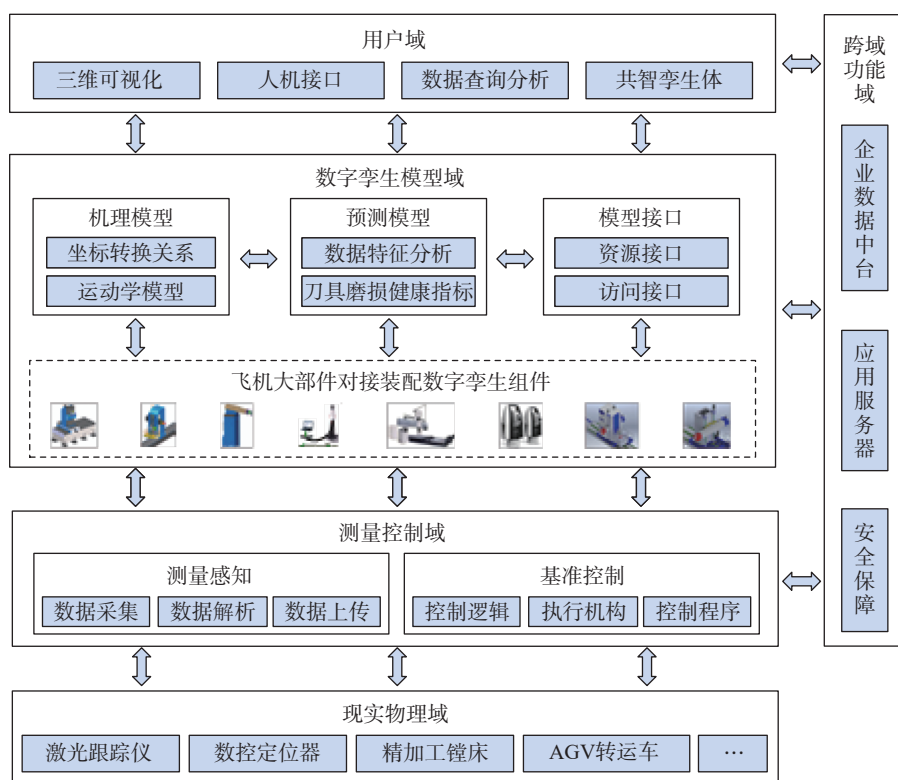 用户域
三维可视化
人机接口
数据查询分析
共智孪生体
跨域
功能
域
企业数据中台
应用服务器
安全保障
数字孪生模型域
机理模型
坐标转换关系
运动学模型
预测模型
数据特征分析
刀具磨损健康指标
模型接口
资源接口
访问接口
飞机大部件对接装配数字孪生组件
测量控制域
测量感知
数据采集
数据解析
数据上传
基准控制
控制逻辑
执行机构
控制程序
现实物理域
激光跟踪仪
数控定位器
精加工镗床
AGV转运车
…